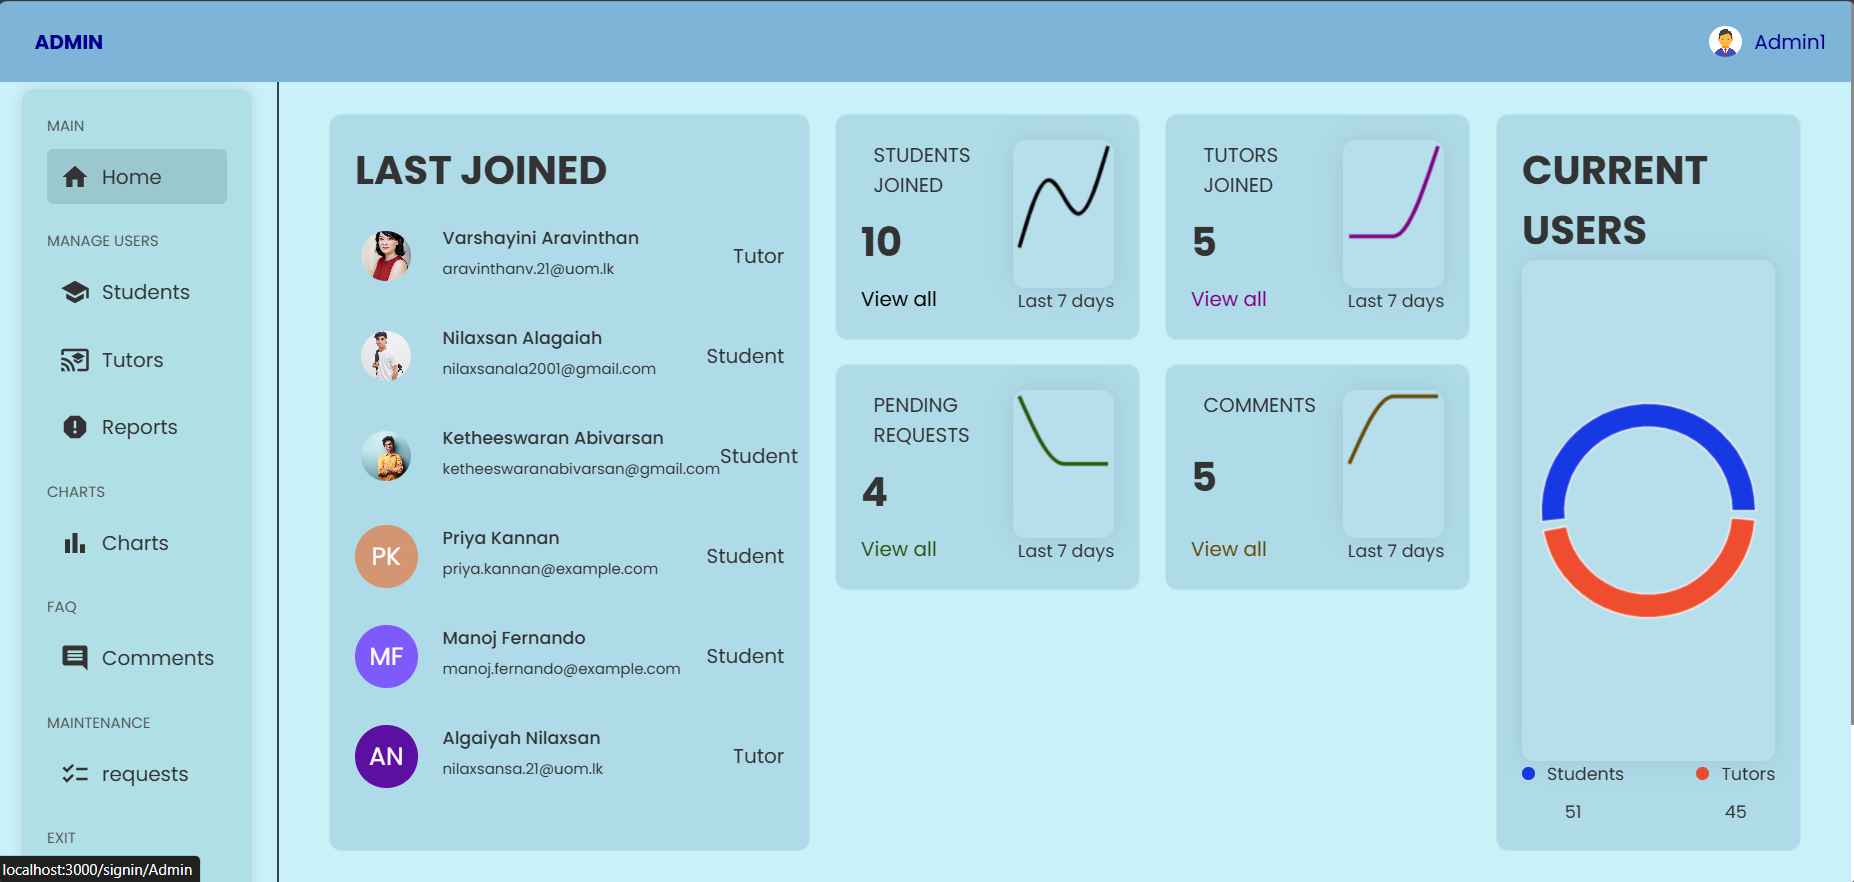 ADMIN
Admin1
MAIN
Home
MANAGE USERS
Students
Tutors
Reports
CHARTS
Charts
FAQ
Comments
MAINTENANCE
requests
EXIT
localhost:3000/signin/Admin
LAST JOINED
Varshayini Aravinthan
aravinthanv.21@uom.lk
Tutor
Nilaxsan Alagaiah
nilaxsanala2001@gmail.com
Student
Ketheeswaran Abivarsan
ketheeswaranabivarsan@gmail.com
Student
PK
Priya Kannan
priya.kannan@example.com
Student
MF
Manoj Fernando
manoj.fernando@example.com
Student
AN
Algaiyah Nilaxsan
nilaxsansa.21@uom.lk
Tutor
STUDENTS
JOINED
10
View all
Last 7 days
TUTORS
JOINED
5
View all
Last 7 days
PENDING
REQUESTS
4
View all
Last 7 days
COMMENTS
5
View all
Last 7 days
CURRENT
USERS
Students
Tutors
51
45